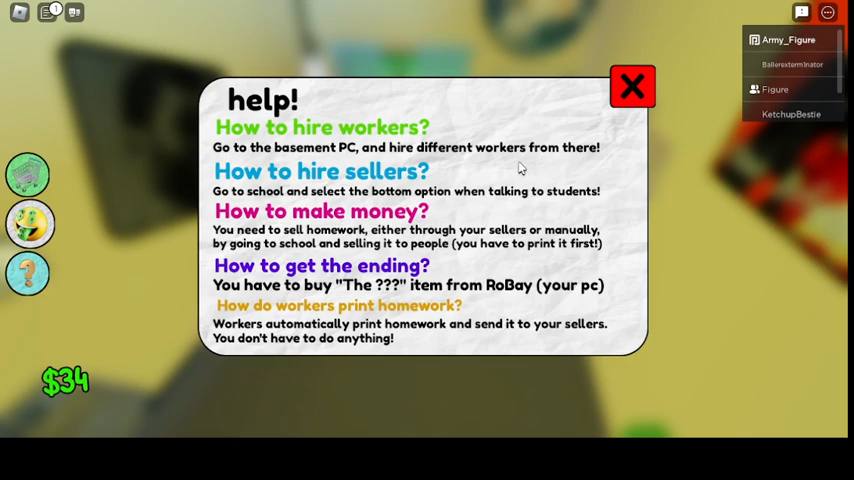 1
Army_Figure
Ballerexterm1nator
Figure
KetchupBestie
help!
X
How to hire workers?
Go to the basement PC, and hire different workers from there!
How to hire sellers?
Go to school and select the bottom option when talking to students!
How to make money?
You need to sell homework, either through your sellers or manually,
by going to school and selling it to people (you have to print it first!)
How to get the ending?
You have to buy "The ???" item from RoBay (your pc)
How do workers print homework?
Workers automatically print homework and send it to your sellers.
You don't have to do anything!
?
$34